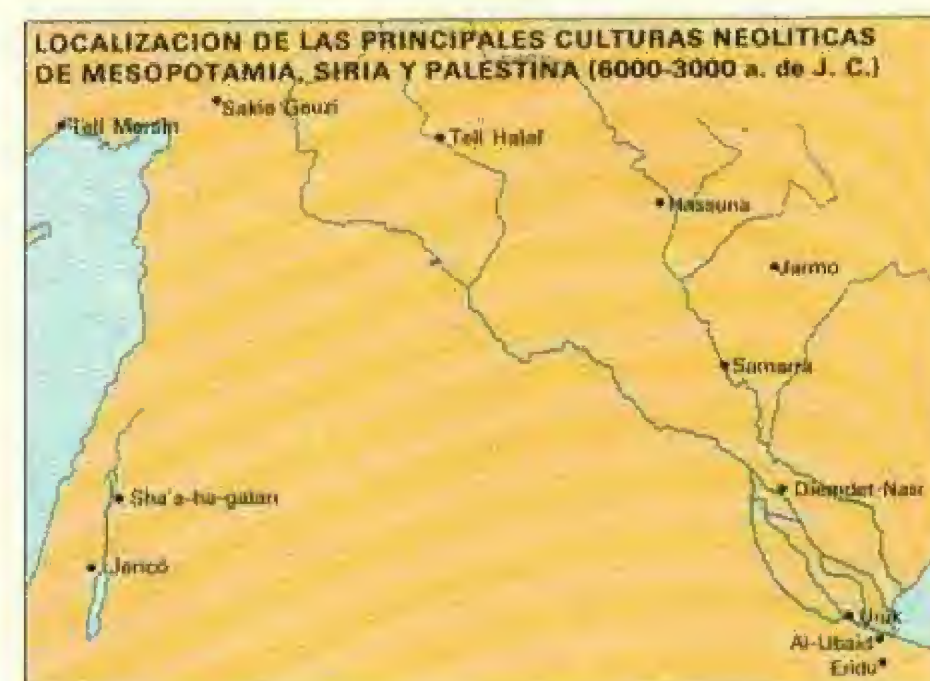 LOCALIZACION DE LAS PRINCIPALES CULTURAS NEOLITICAS
DE MESOPOTAMIA, SIRIA Y PALESTINA (6000-3000 a. de J. C.)
Sakje Geuzi
Tell Mersin
Tell Halaf
Hassuna
Jarmo
Samarra
Sha'a-ha-golan
Djemdet-Nasr
Jericó
Uruk
Al-Ubaid
Eridu